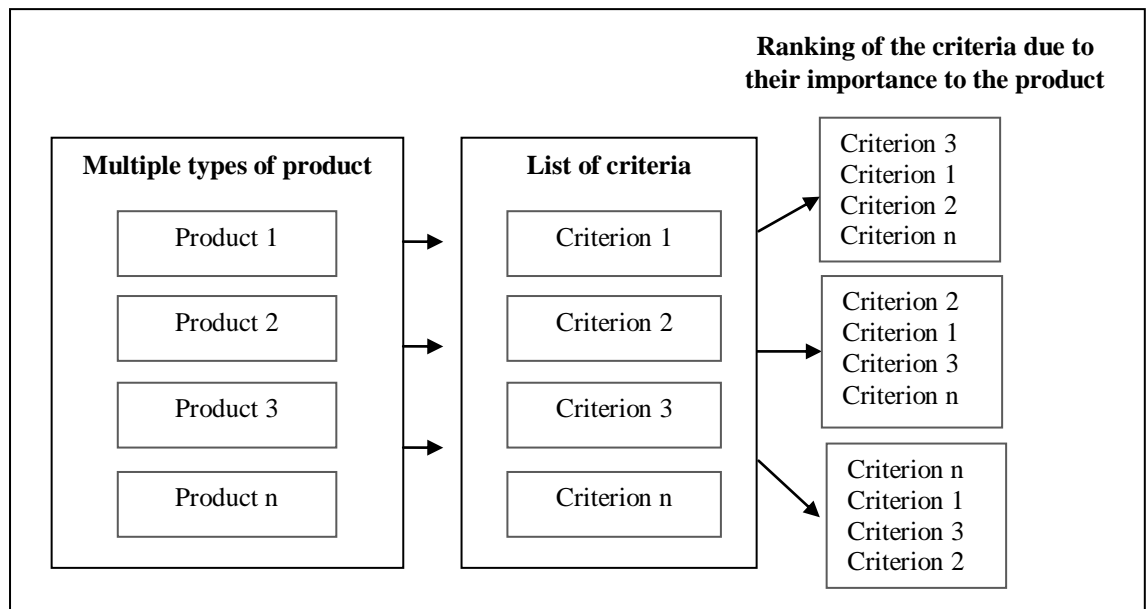 Ranking of the criteria due to
their importance to the product
Multiple types of product
Product 1
Product 2
Product 3
Product n
List of criteria
Criterion 1
Criterion 2
Criterion 3
Criterion n
Criterion 3
Criterion 1
Criterion 2
Criterion n
Criterion 2
Criterion 1
Criterion 3
Criterion n
Criterion n
Criterion 1
Criterion 3
Criterion 2